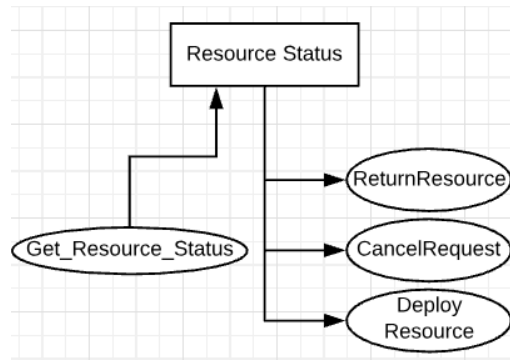 Resource Status
ReturnResource
Get_Resource_Status
CancelRequest
Deploy
Resource